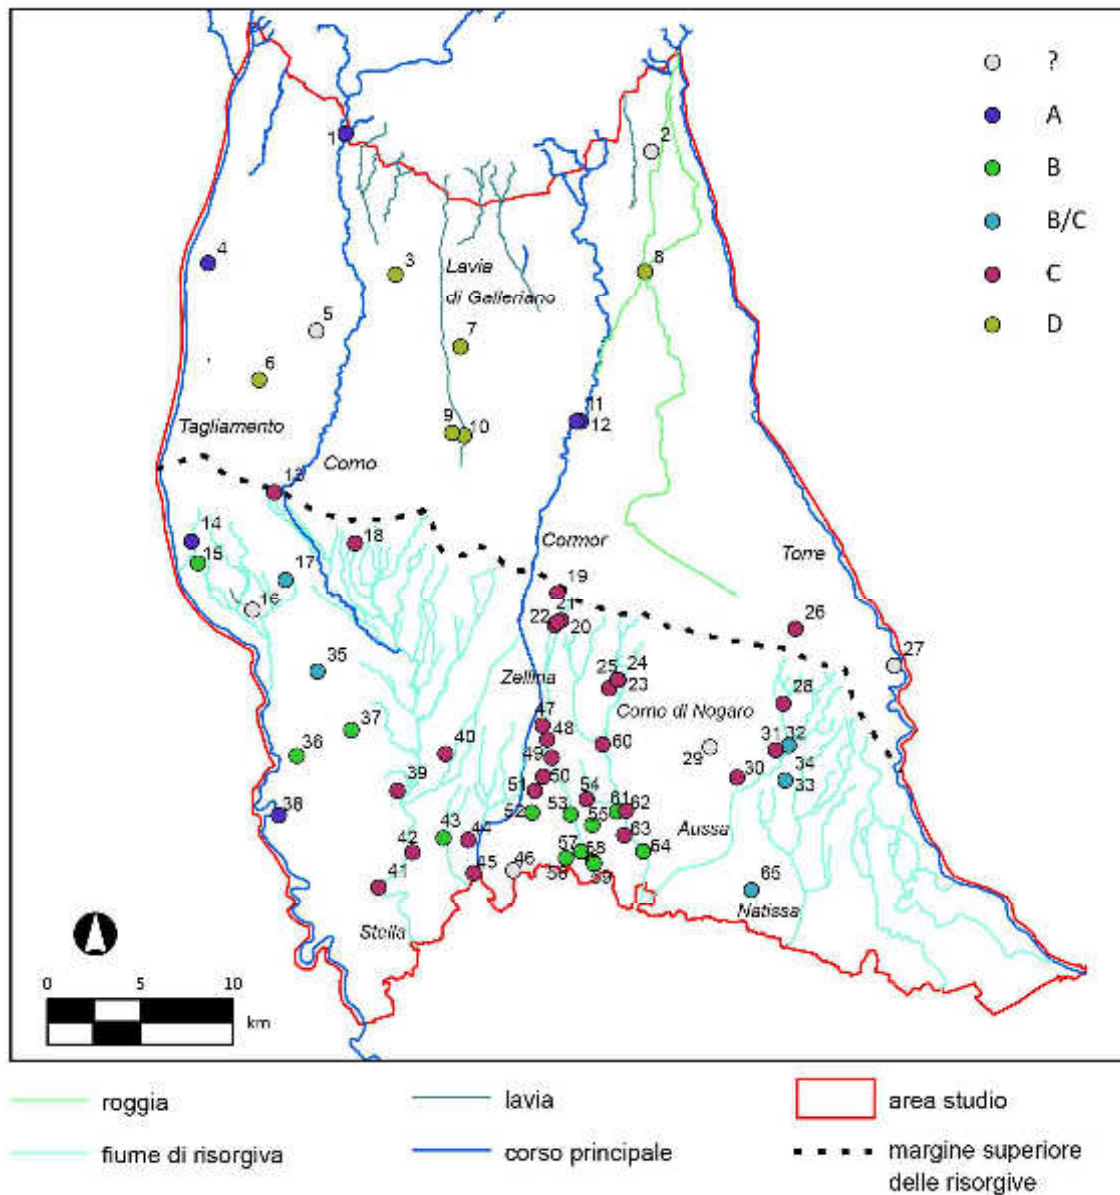 ?
A
B
B/C
C
D
1
2
3
Lavia
di Galleriano
4
5
6
7
8
9
10
11
12
Tagliamento
Corno
13
14
15
16
17
18
Cormor
Torre
19
21
22
20
26
27
35
Zellina
25
24
23
28
Corno di Nogaro
37
36
47
48
40
49
60
29
31
32
30
34
33
39
50
51
54
38
52
53
61
62
55
63
Aussa
43
44
42
57
58
64
45
46
56
59
41
65
Natissa
Stella
0
5
10
km
roggia
lavia
area studio
fiume di risorgiva
corso principale
margine superiore
delle risorgive